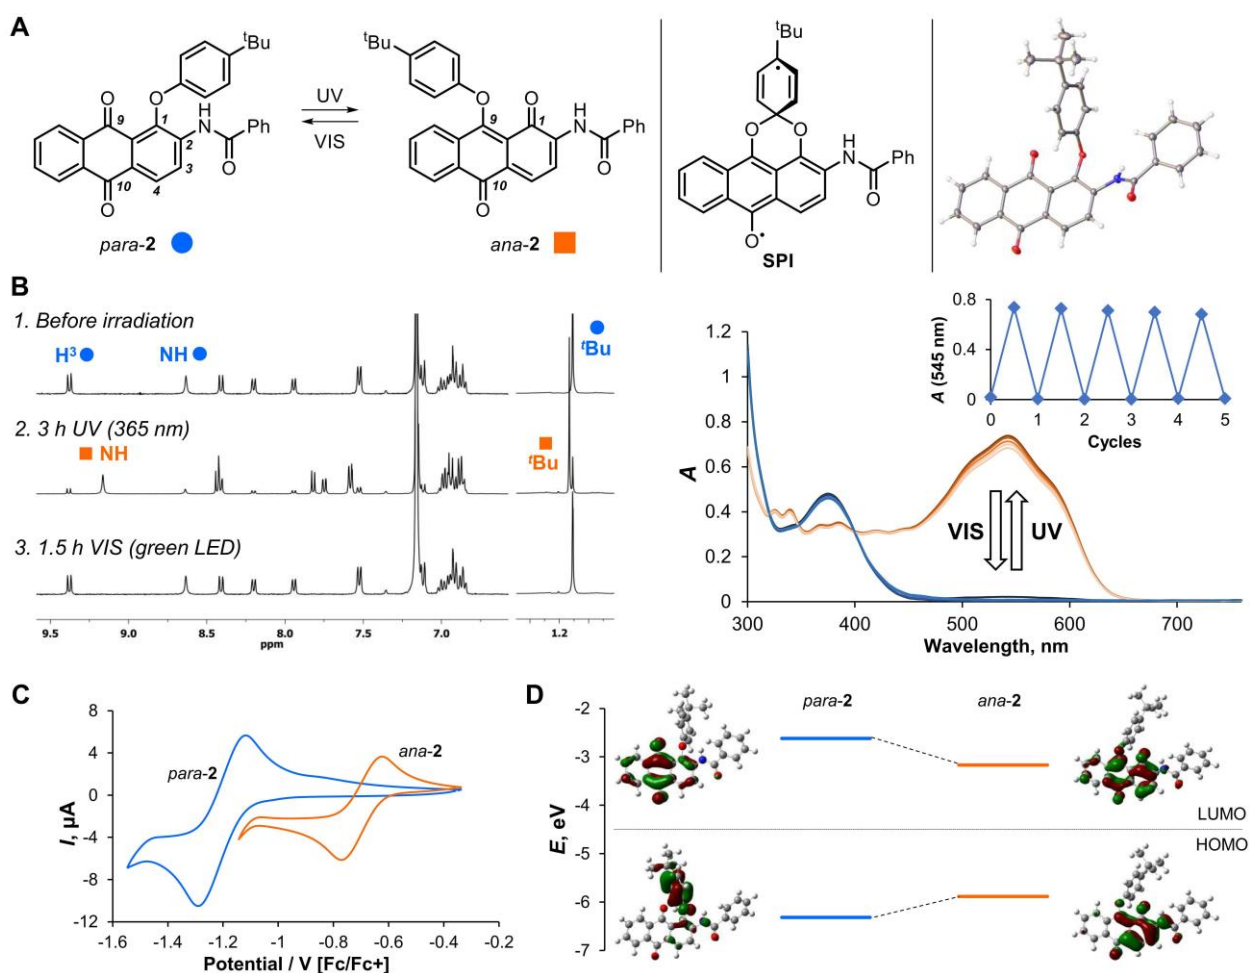 A
tBu
O
O
9
1
2
3
4
10
H
N
Ph
O
O
para-2
UV
VIS
tBu
O
O
9
1
10
H
N
Ph
O
O
ana-2
tBu
O
O
H
N
Ph
O
O•
SPI
B
1. Before irradiation
H³
NH
tBu
2. 3 h UV (365 nm)
NH
tBu
3. 1.5 h VIS (green LED)
9.5 9.0 8.5 8.0 7.5 7.0 1.2
ppm
A
1.2
1
0.8
0.6
0.4
0.2
0
300 400 500 600 700
Wavelength, nm
VIS UV
A (545 nm)
0.8
0.4
0
0 1 2 3 4 5
Cycles
C
I, µA
8
4
0
-4
-8
-12
-1.6 -1.4 -1.2 -1 -0.8 -0.6 -0.4 -0.2
Potential / V [Fc/Fc+]
para-2
ana-2
D
para-2
ana-2
E, eV
-2
-3
-4
-5
-6
-7
LUMO
HOMO